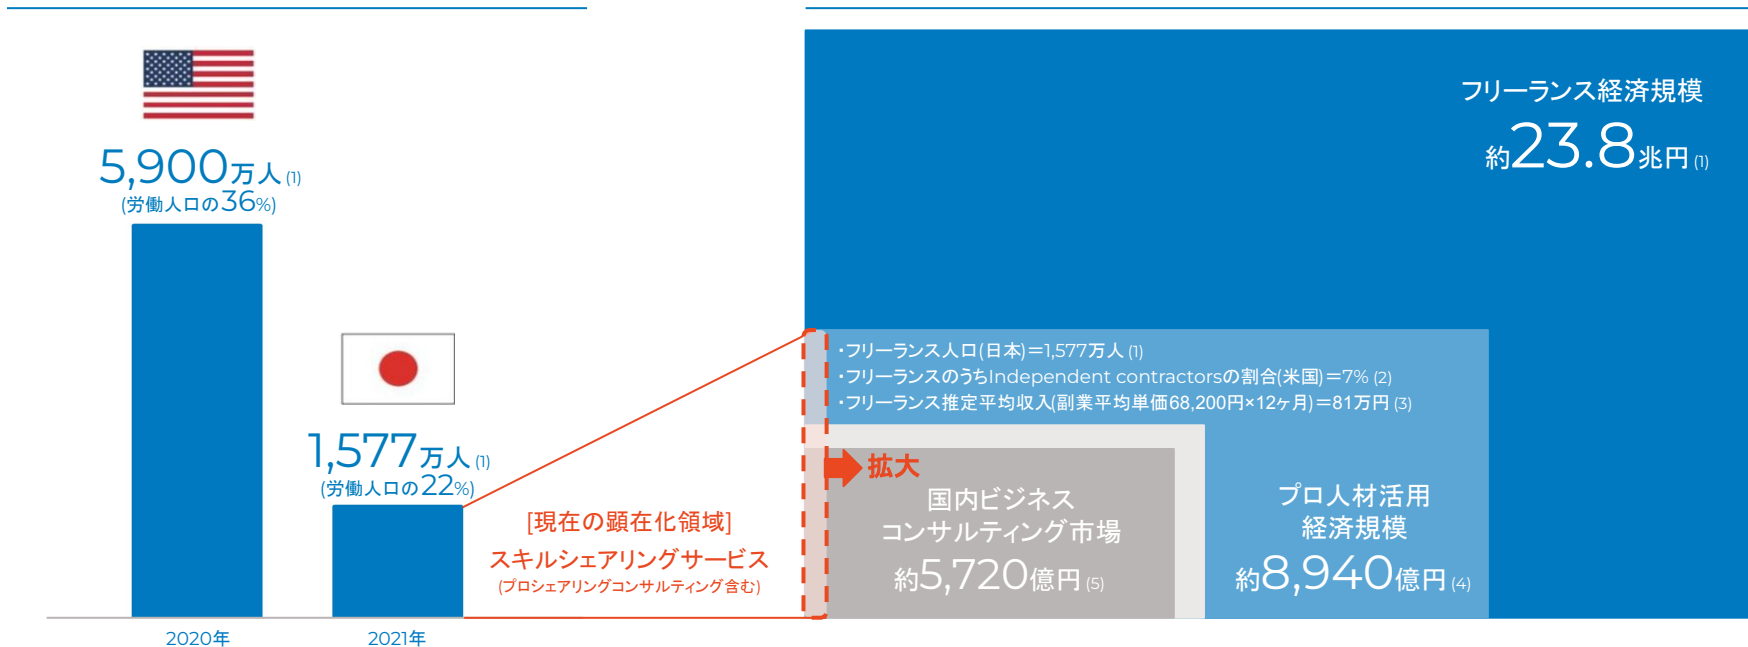 5,900万人 (1)
(労働人口の36%)
1,577万人 (1)
(労働人口の22%)
2020年
2021年
[現在の顕在化領域]
スキルシェアリングサービス
(プロシェアリングコンサルティング含む)
フリーランス経済規模
約23.8兆円 (1)
・フリーランス人口(日本)＝1,577万人 (1)
・フリーランスのうちIndependent contractorsの割合(米国)＝7% (2)
・フリーランス推定平均収入(副業平均単価68,200円×12ヶ月)＝81万円 (3)
拡大
国内ビジネス
コンサルティング市場
約5,720億円 (5)
プロ人材活用
経済規模
約8,940億円 (4)